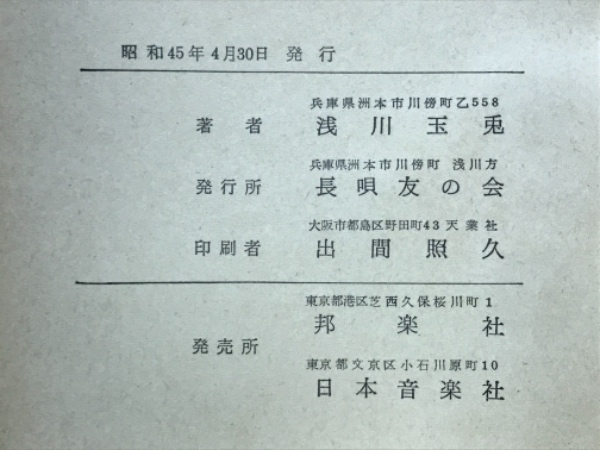 昭和45年4月30日 発行
兵庫県洲本市川傍町乙558
著者 浅川玉兎
兵庫県洲本市川傍町 浅川方
発行所 長唄友の会
大阪市都島区野田町43 天業社
印刷者 出間照久
東京都港区芝西久保桜川町1
邦楽社
発売所
東京都文京区小石川原町10
日本音楽社